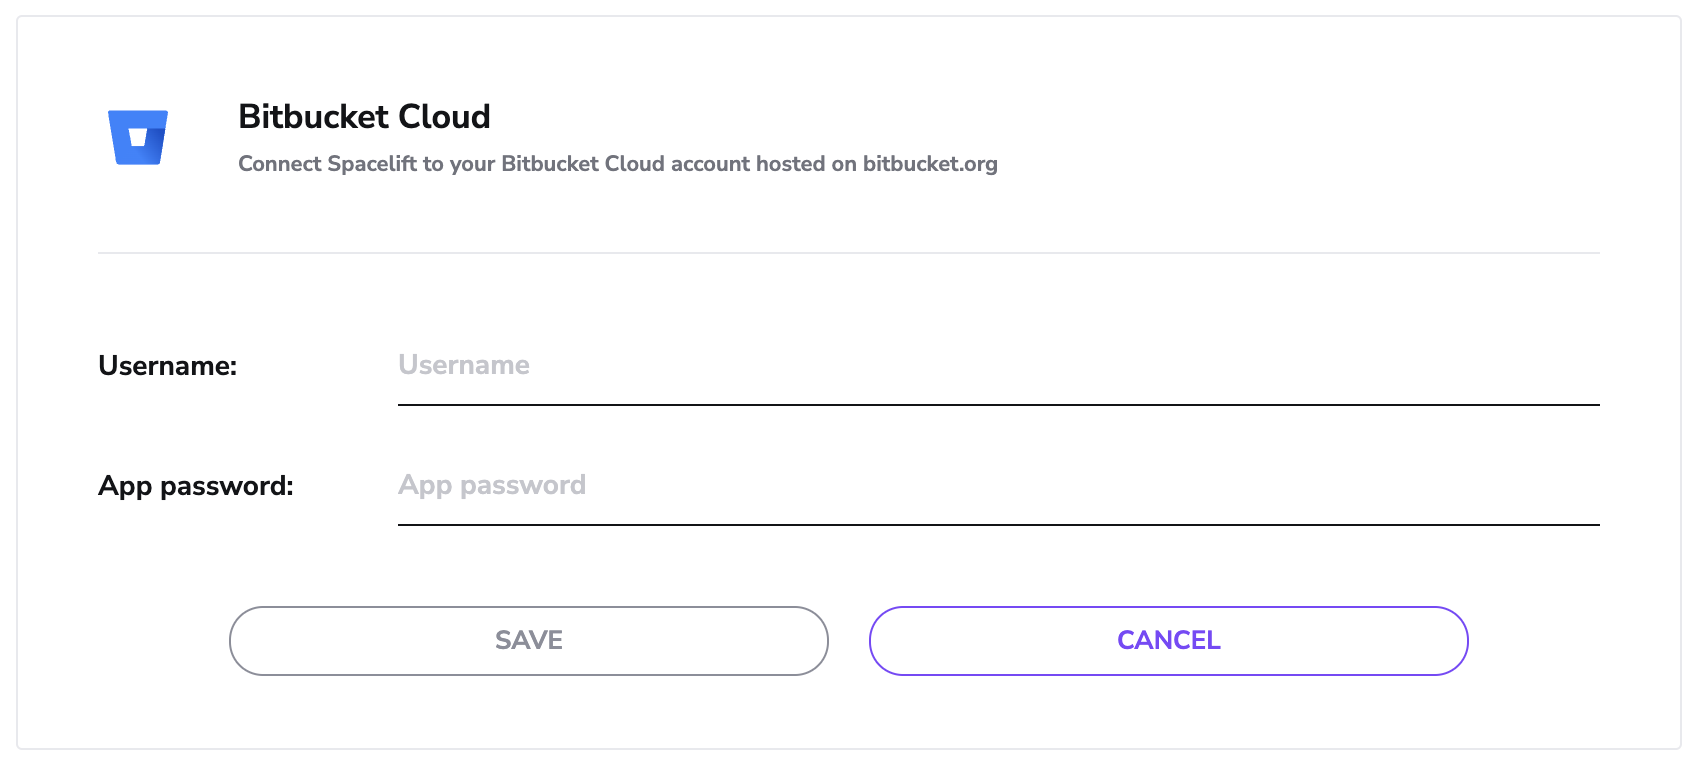 Bitbucket Cloud
Connect Spacelift to your Bitbucket Cloud account hosted on bitbucket.org
Username: Username
App password: App password
SAVE CANCEL